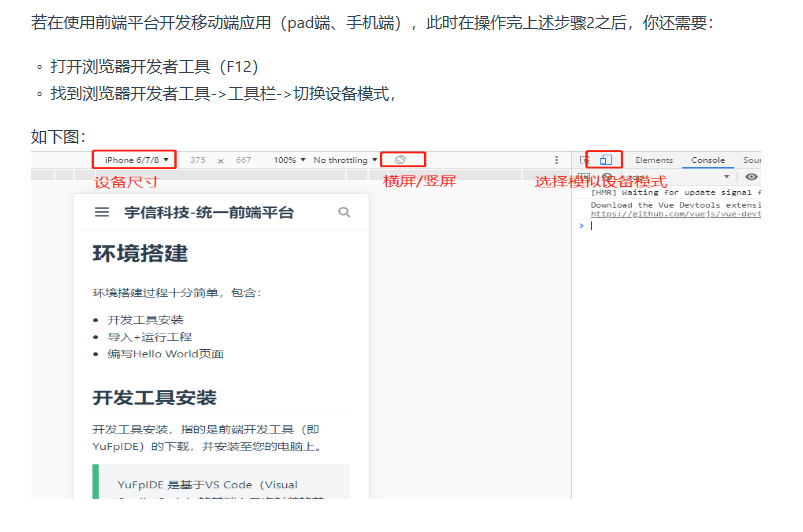 若在使用前端平台开发移动端应用（pad端、手机端），此时在操作完上述步骤2之后，你还需要：
打开浏览器开发者工具（F12）
找到浏览器开发者工具->工具栏->切换设备模式，
如下图：
iPhone 6/7/8 375 × 667 100% No throttling Elements Console Sour
设备尺寸 横屏/竖屏 选择模拟设备模式
[HMR] Waiting for update signal f
宇信科技-统一前端平台
Download the Vue Devtools extensi
https://github.com/vuejs/vue-devt
环境搭建
环境搭建过程十分简单，包含：
开发工具安装
导入+运行工程
编写Hello World页面
开发工具安装
开发工具安装，指的是前端开发工具（即
YuFpIDE）的下载，并安装至您的电脑上。
YuFpIDE 是基于VS Code（Visual